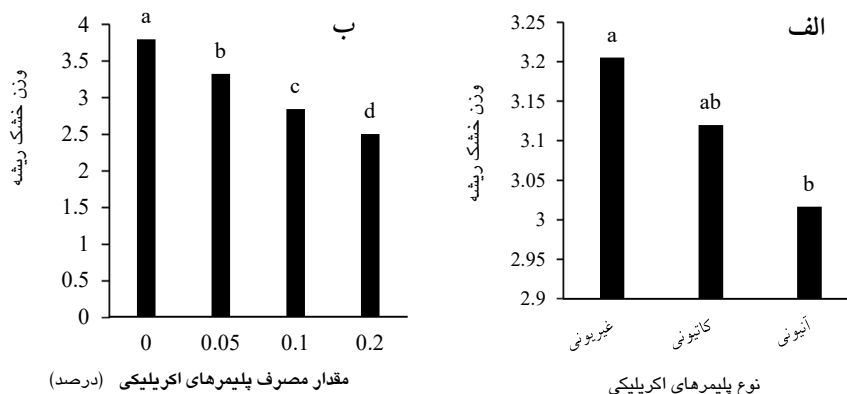 الف
وزن خشک ریشه
3.25
3.2
3.15
3.1
3.05
3
2.95
2.9
a
ab
b
غیریونی
کاتیونی
آنیونی
نوع پلیمرهای اکریلیکی
ب
وزن خشک ریشه
4
3.5
3
2.5
2
1.5
1
0.5
0
a
b
c
d
0 0.05 0.1 0.2
مقدار مصرف پلیمرهای اکریلیکی (درصد)